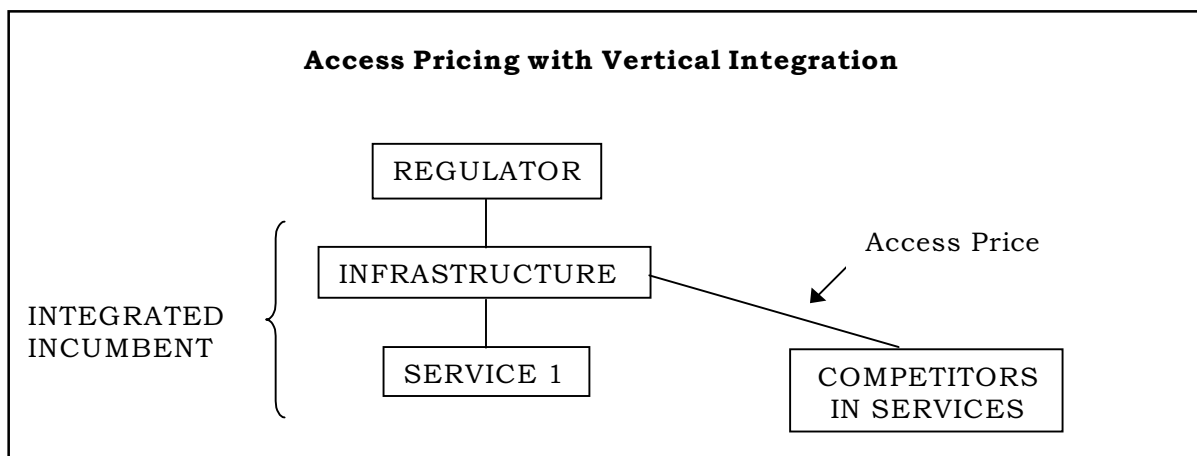 Access Pricing with Vertical Integration
REGULATOR
Access Price
INFRASTRUCTURE
INTEGRATED
INCUMBENT
SERVICE 1
COMPETITORS
IN SERVICES